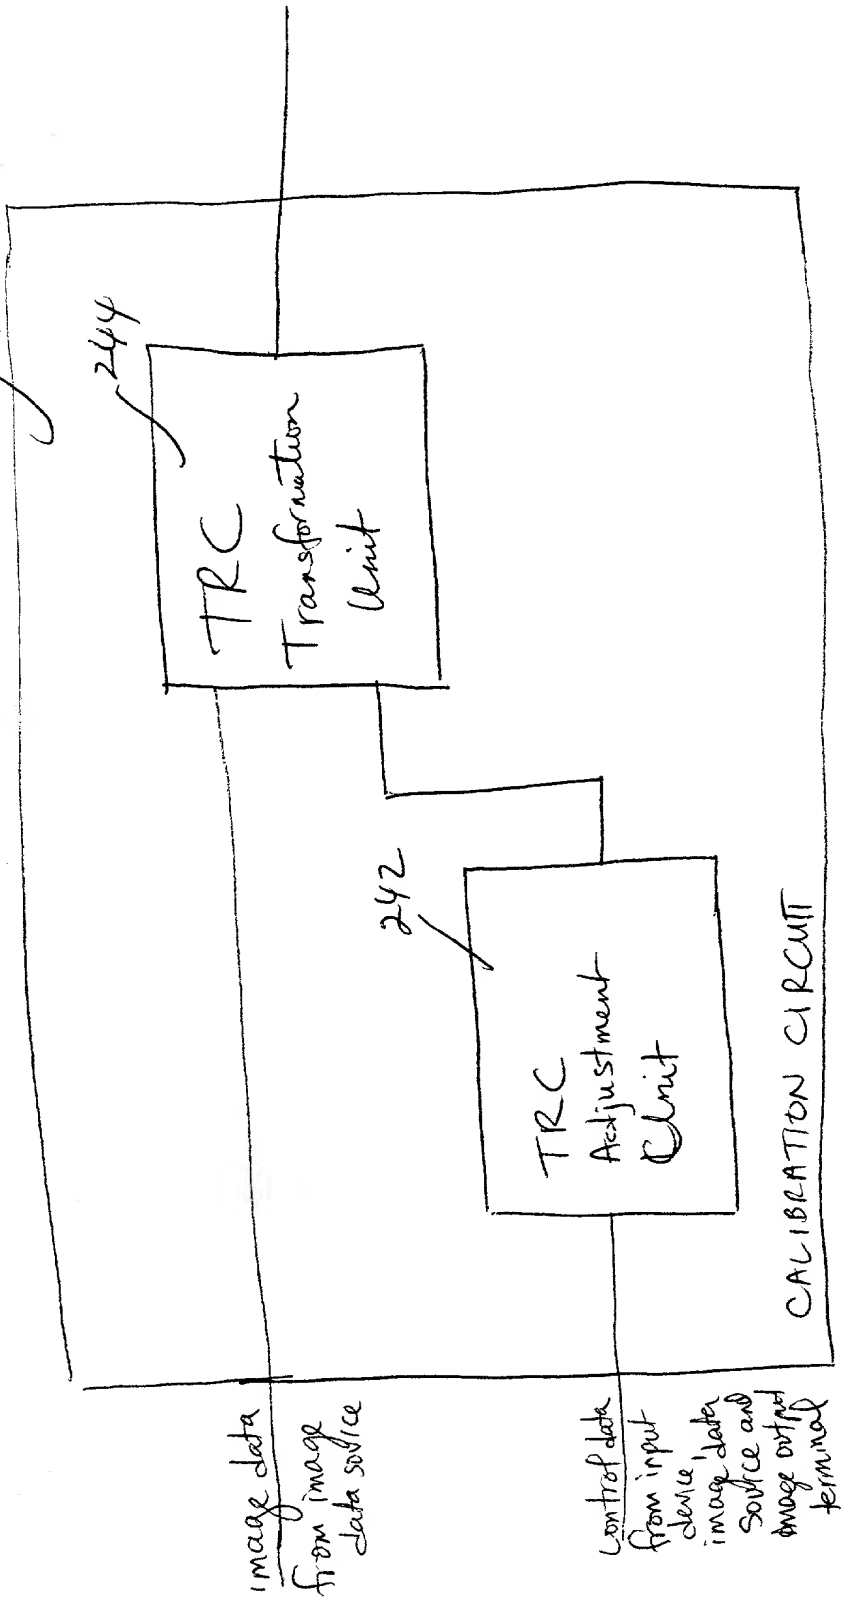 244
TRC
Transformation
Unit
242
TRC
Adjustment
Unit
CALIBRATION CIRCUIT
image data
from image
data source
control data
from input
device,
image data
source and
image output
terminal